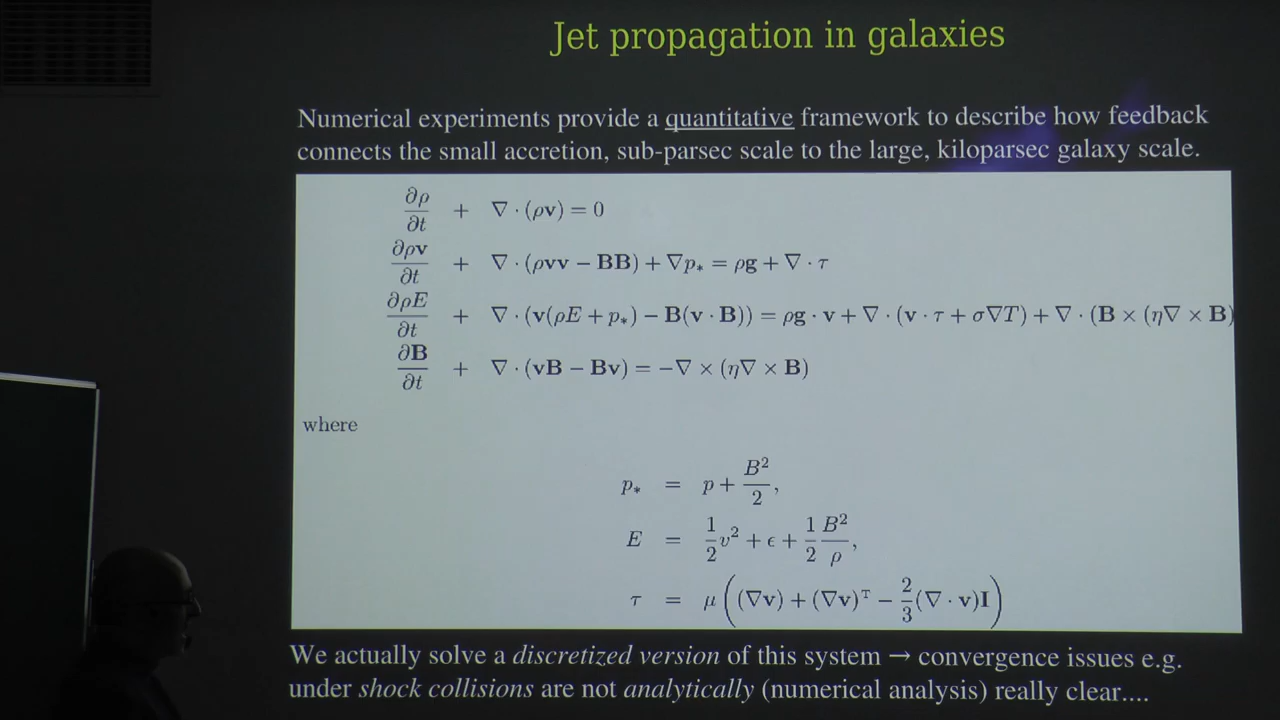 Jet propagation in galaxies
Numerical experiments provide a quantitative framework to describe how feedback
connects the small accretion, sub-parsec scale to the large, kiloparsec galaxy scale.
∂ρ/∂t + ∇ · (ρv) = 0
∂ρv/∂t + ∇ · (ρvv − BB) + ∇p* = ρg + ∇ · τ
∂ρE/∂t + ∇ · (v(ρE + p*) − B(v · B)) = ρg · v + ∇ · (v · τ + σ∇T) + ∇ · (B × (η∇ × B)
∂B/∂t + ∇ · (vB − Bv) = −∇ × (η∇ × B)
where
p* = p + B²/2,
E = 1/2 v² + ϵ + 1/2 B²/ρ,
τ = μ((∇v) + (∇v)ᵀ − 2/3 (∇ · v)I)
We actually solve a discretized version of this system → convergence issues e.g.
under shock collisions are not analytically (numerical analysis) really clear....